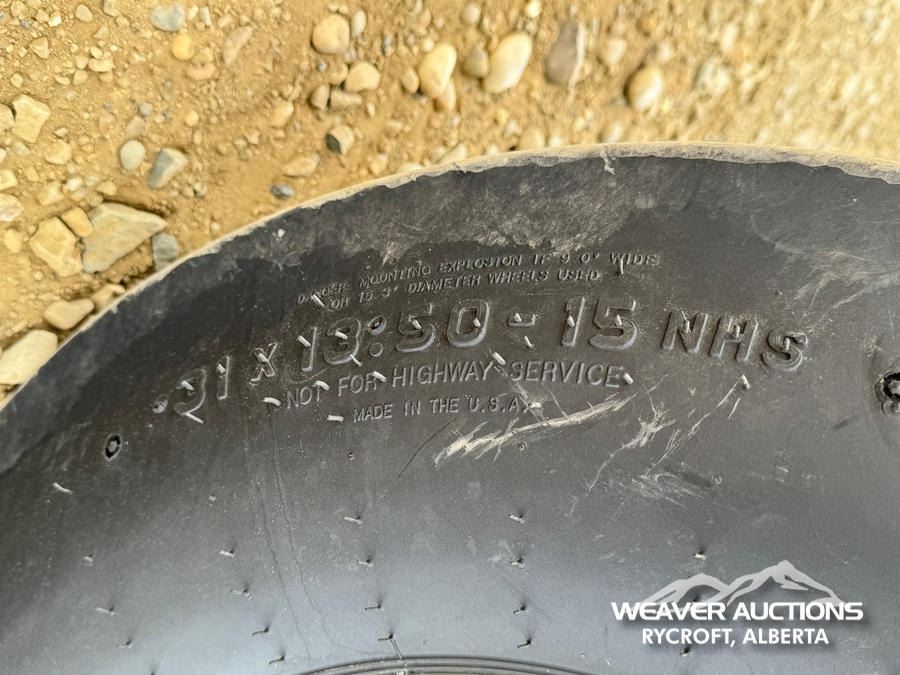 DANGER MOUNTING EXPLOSION IF 9.0" WIDE
OR 15.3" DIAMETER WHEELS USED
31 X 13:50 - 15 NHS
NOT FOR HIGHWAY SERVICE
MADE IN THE U.S.A.
WEAVER AUCTIONS
RYCROFT, ALBERTA